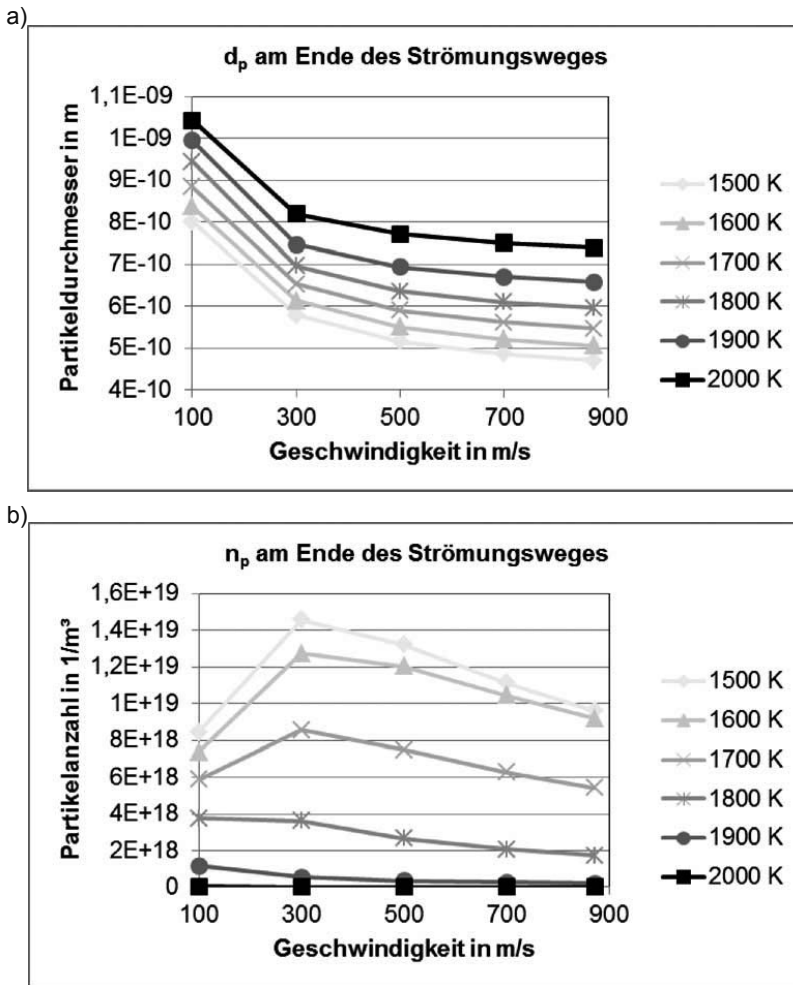 a)
dₚ am Ende des Strömungsweges
Partikeldurchmesser in m
1,1E-09
1E-09
9E-10
8E-10
7E-10
6E-10
5E-10
4E-10
100 300 500 700 900
Geschwindigkeit in m/s
1500 K
1600 K
1700 K
1800 K
1900 K
2000 K
b)
nₚ am Ende des Strömungsweges
Partikelanzahl in 1/m³
1,6E+19
1,4E+19
1,2E+19
1E+19
8E+18
6E+18
4E+18
2E+18
0
100 300 500 700 900
Geschwindigkeit in m/s
1500 K
1600 K
1700 K
1800 K
1900 K
2000 K